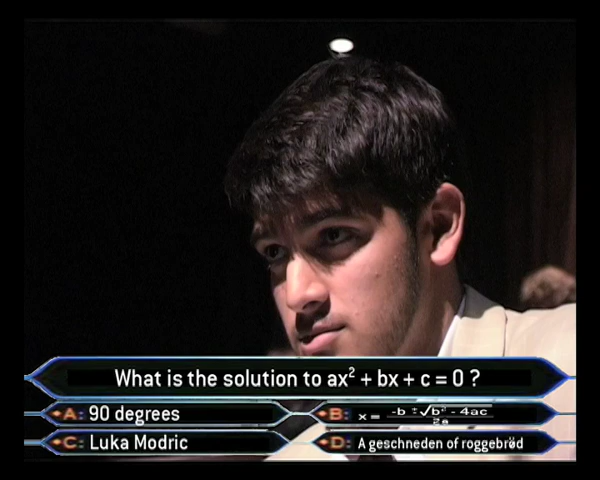 What is the solution to ax² + bx + c = 0 ?
A: 90 degrees
B: x = -b ±√b² - 4ac / 2a
C: Luka Modric
D: A geschneden of roggebrød